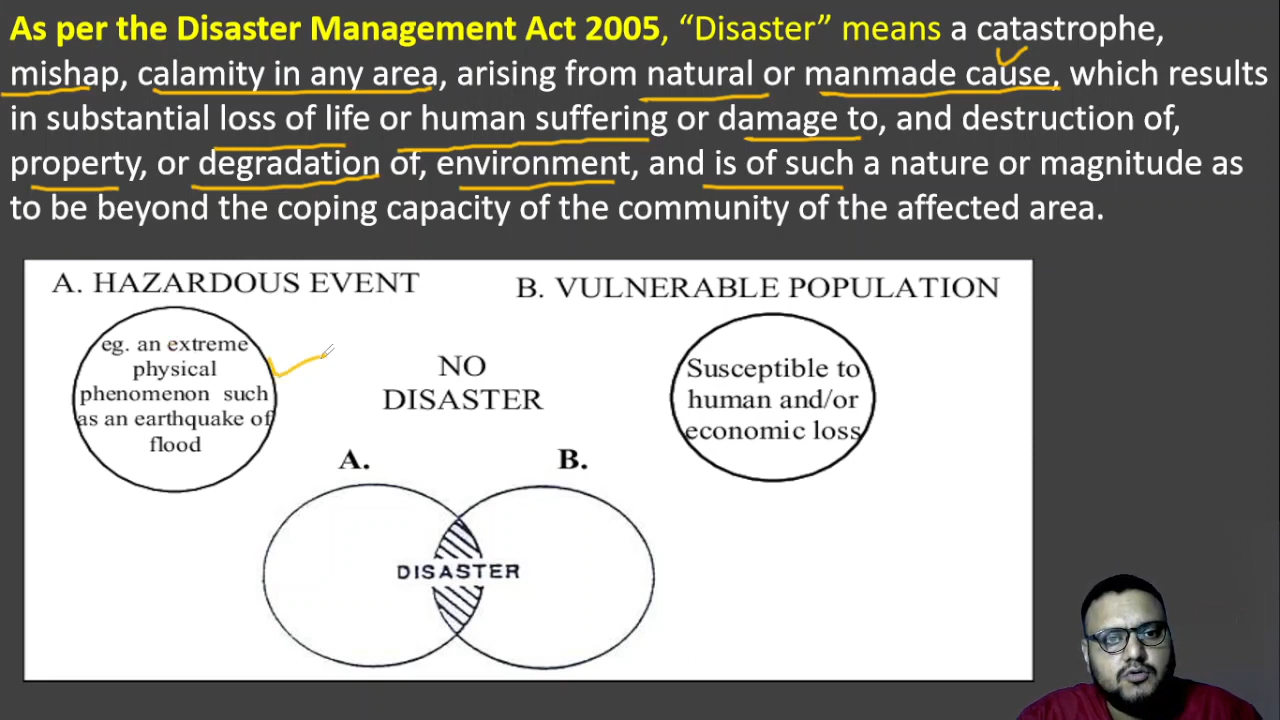 As per the Disaster Management Act 2005, “Disaster” means a catastrophe,
mishap, calamity in any area, arising from natural or manmade cause, which results
in substantial loss of life or human suffering or damage to, and destruction of,
property, or degradation of, environment, and is of such a nature or magnitude as
to be beyond the coping capacity of the community of the affected area.
A. HAZARDOUS EVENT
B. VULNERABLE POPULATION
eg. an extreme
physical
phenomenon such
as an earthquake of
flood
NO
DISASTER
Susceptible to
human and/or
economic loss
A.
B.
DISASTER